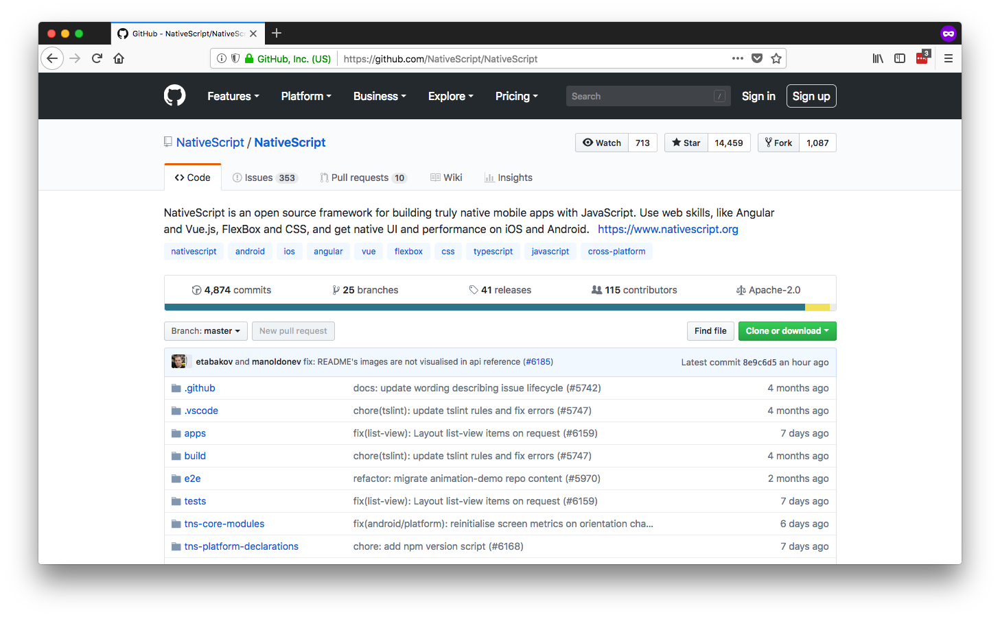 GitHub - NativeScript/NativeSc
GitHub, Inc. (US) https://github.com/NativeScript/NativeScript 3
Features Platform Business Explore Pricing Search / Sign in Sign up
NativeScript / NativeScript Watch 713 Star 14,459 Fork 1,087
Code Issues 353 Pull requests 10 Wiki Insights
NativeScript is an open source framework for building truly native mobile apps with JavaScript. Use web skills, like Angular
and Vue.js, FlexBox and CSS, and get native UI and performance on iOS and Android. https://www.nativescript.org
nativescript android ios angular vue flexbox css typescript javascript cross-platform
4,874 commits 25 branches 41 releases 115 contributors Apache-2.0
Branch: master New pull request Find file Clone or download
etabakov and manoldonev fix: README's images are not visualised in api reference (#6185) Latest commit 8e9c6d5 an hour ago
.github docs: update wording describing issue lifecycle (#5742) 4 months ago
.vscode chore(tslint): update tslint rules and fix errors (#5747) 4 months ago
apps fix(list-view): Layout list-view items on request (#6159) 7 days ago
build chore(tslint): update tslint rules and fix errors (#5747) 4 months ago
e2e refactor: migrate animation-demo repo content (#5970) 2 months ago
tests fix(list-view): Layout list-view items on request (#6159) 7 days ago
tns-core-modules fix(android/platform): reinitialise screen metrics on orientation cha... 6 days ago
tns-platform-declarations chore: add npm version script (#6168) 7 days ago